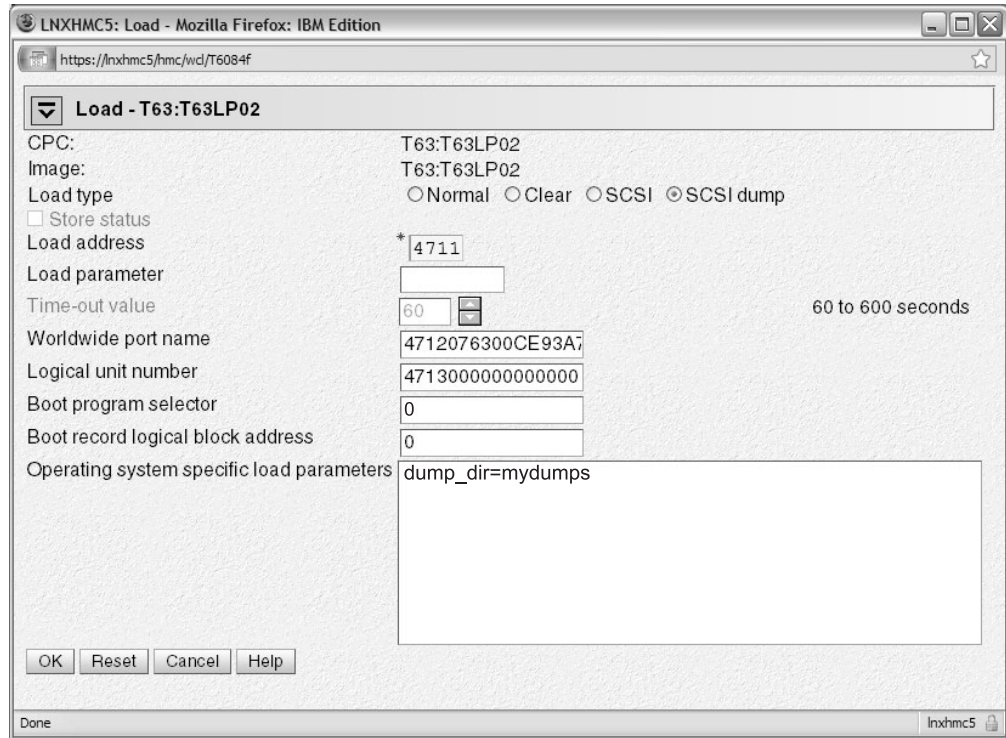 LNXHMC5: Load - Mozilla Firefox: IBM Edition
https://lnxhmc5/hmc/wcl/T6084f
Load - T63:T63LP02
CPC: T63:T63LP02
Image: T63:T63LP02
Load type Normal Clear SCSI SCSI dump
Store status
Load address * 4711
Load parameter
Time-out value 60 60 to 600 seconds
Worldwide port name 4712076300CE93A7
Logical unit number 4713000000000000
Boot program selector 0
Boot record logical block address 0
Operating system specific load parameters dump_dir=mydumps
OK Reset Cancel Help
Done lnxhmc5